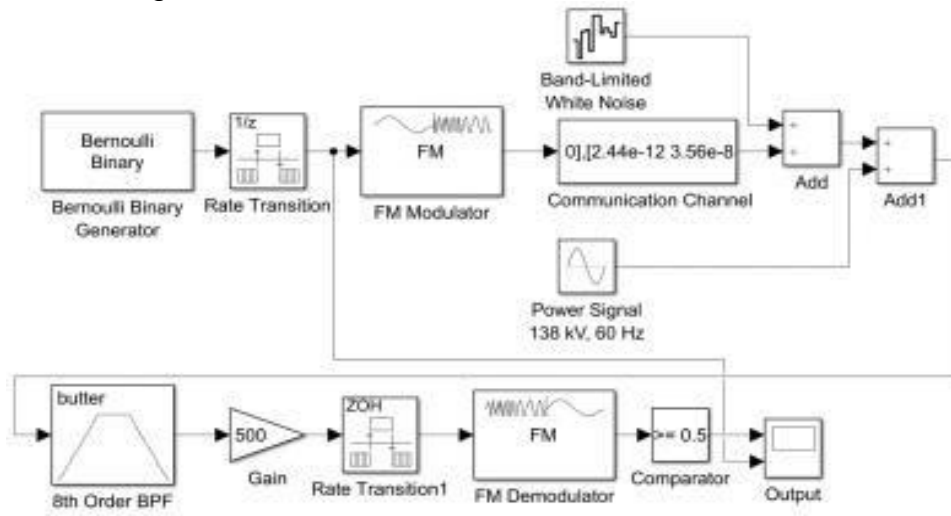 Bernoulli
Binary
Bernoulli Binary
Generator
1/z
Rate Transition
FM
FM Modulator
Band-Limited
White Noise
0],[2.44e-12 3.56e-8
Communication Channel
+
+
Add
+
+
Add1
Power Signal
138 kV, 60 Hz
butter
8th Order BPF
500
Gain
ZOH
Rate Transition1
FM
FM Demodulator
>= 0.5
Comparator
Output